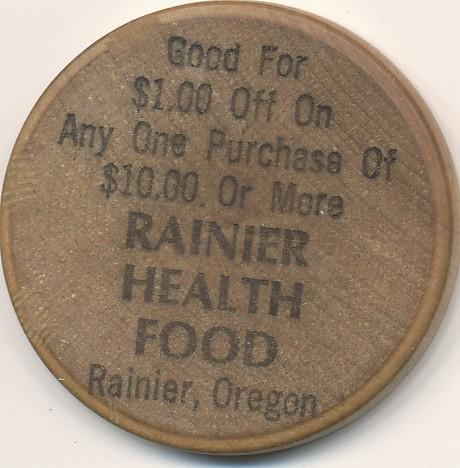 Good For
$1.00 Off On
Any One Purchase Of
$10.00. Or More
RAINIER
HEALTH
FOOD
Rainier, Oregon